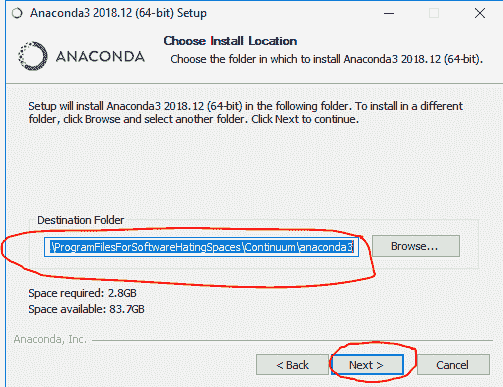 Anaconda3 2018.12 (64-bit) Setup
ANACONDA
Choose Install Location
Choose the folder in which to install Anaconda3 2018.12 (64-bit).
Setup will install Anaconda3 2018.12 (64-bit) in the following folder. To install in a different
folder, click Browse and select another folder. Click Next to continue.
Destination Folder
\ProgramFilesForSoftwareHatingSpaces\Continuum\anaconda3
Browse...
Space required: 2.8GB
Space available: 83.7GB
Anaconda, Inc.
< Back
Next >
Cancel